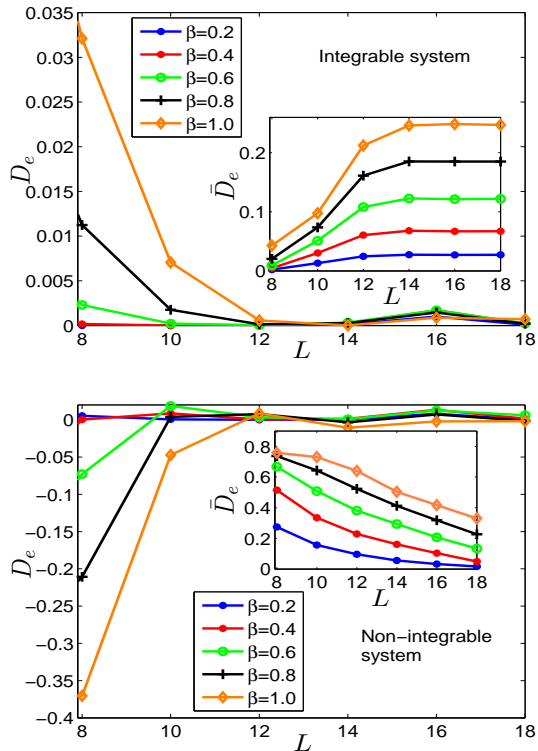 0.035
0.03
0.025
0.02
0.015
0.01
0.005
0
D_e
8 10 12 14 16 18
L
β=0.2
β=0.4
β=0.6
β=0.8
β=1.0
Integrable system
0.2
0.1
0
D̄_e
8 10 12 14 16 18
L
0
−0.05
−0.1
−0.15
−0.2
−0.25
−0.3
−0.35
−0.4
D_e
8 10 12 14 16 18
L
0.8
0.6
0.4
0.2
0
D̄_e
8 10 12 14 16 18
L
β=0.2
β=0.4
β=0.6
β=0.8
β=1.0
Non−integrable
system